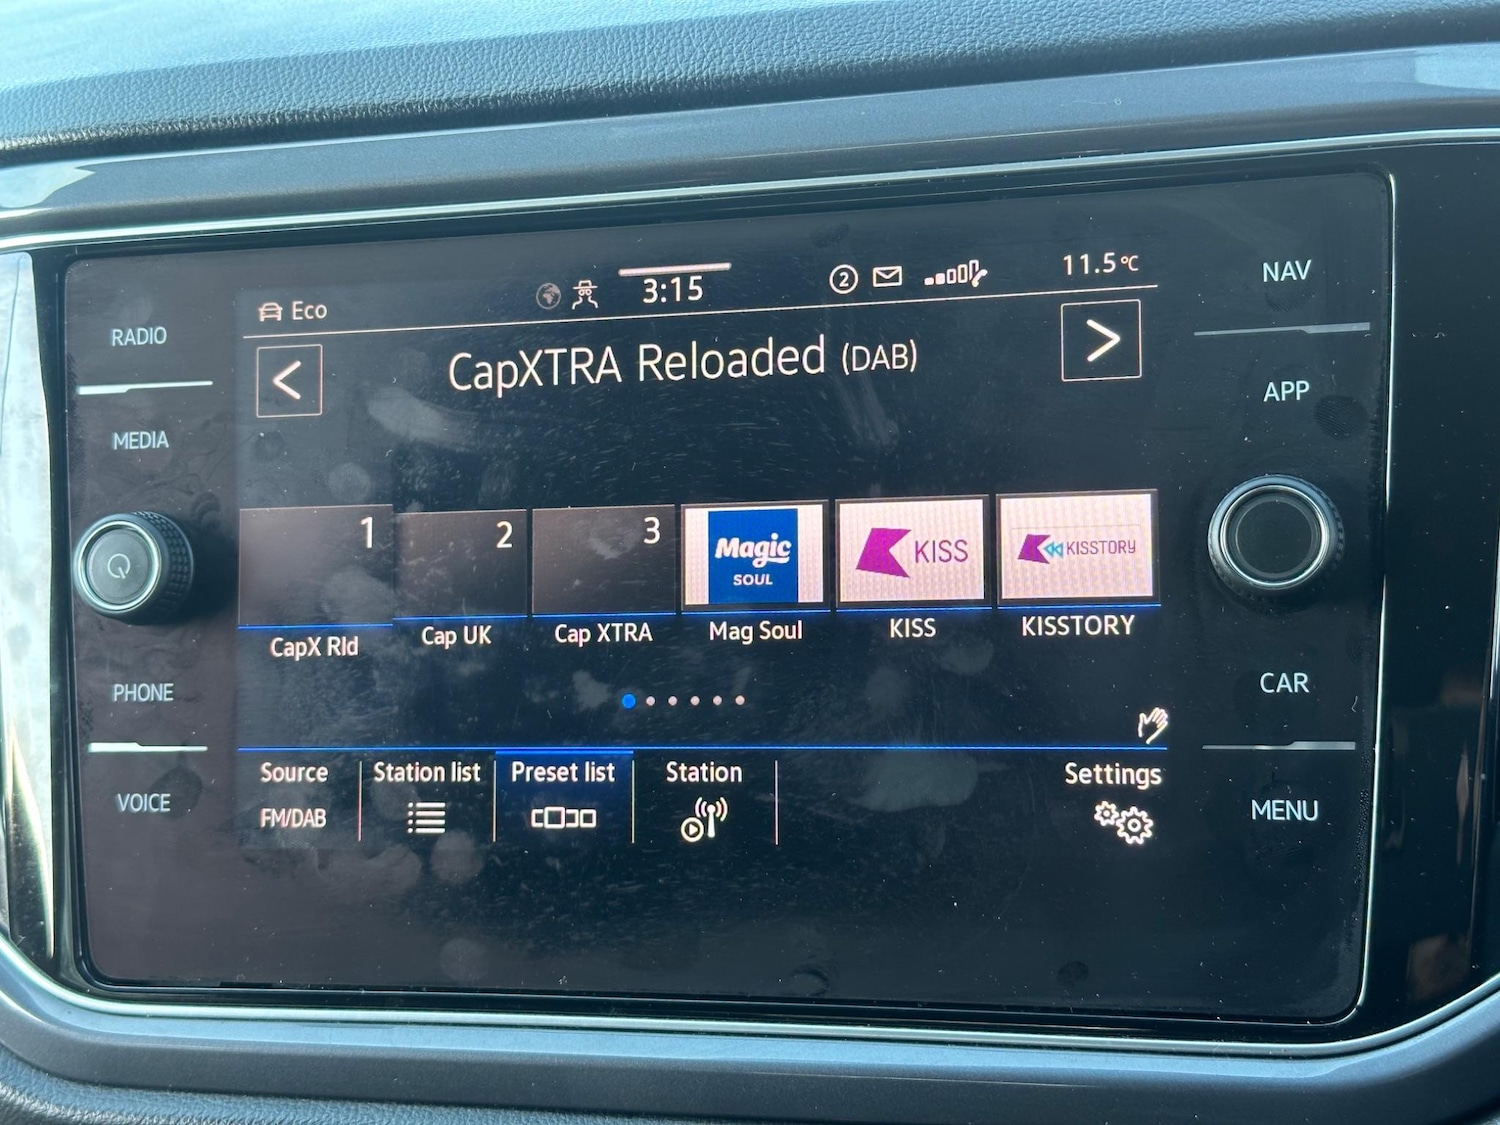 RADIO
MEDIA
PHONE
VOICE
Eco
3:15
2
11.5°C
<
CapXTRA Reloaded (DAB)
>
1
2
3
Magic
SOUL
KISS
KISSTORY
CapX Rld
Cap UK
Cap XTRA
Mag Soul
KISS
KISSTORY
Source
FM/DAB
Station list
Preset list
Station
Settings
NAV
APP
CAR
MENU